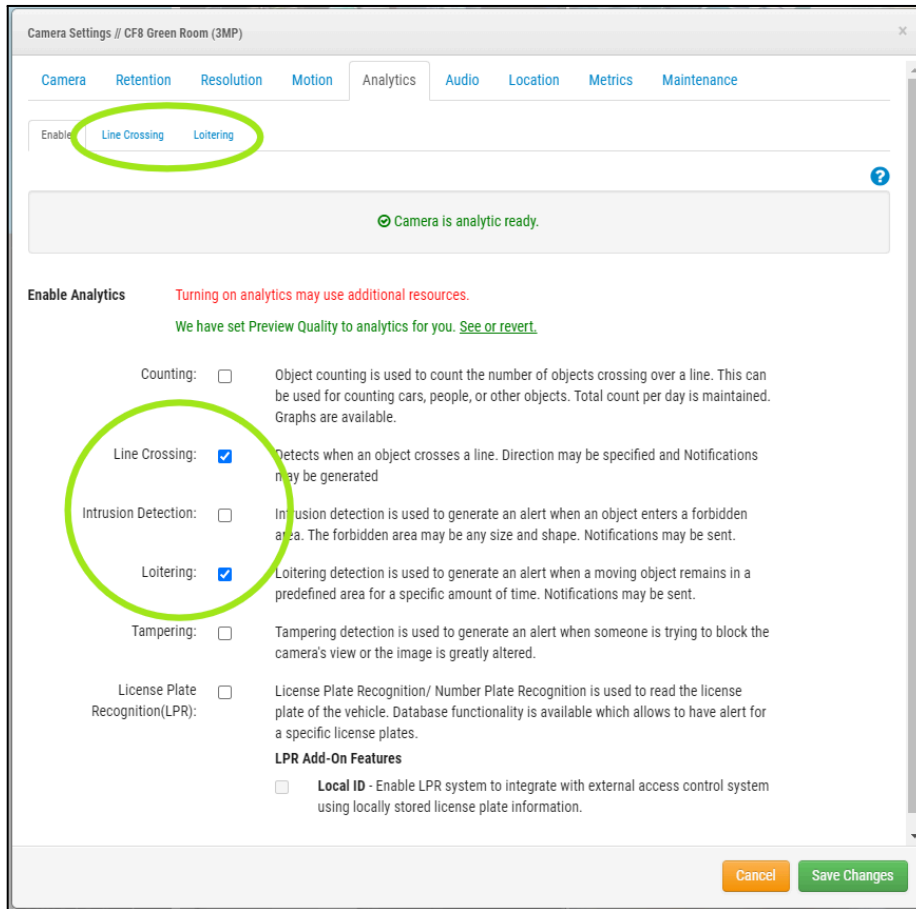 Camera Settings // CF8 Green Room (3MP)
×
Camera Retention Resolution Motion Analytics Audio Location Metrics Maintenance
Enable Line Crossing Loitering
?
Camera is analytic ready.
Enable Analytics Turning on analytics may use additional resources.
We have set Preview Quality to analytics for you. See or revert.
Counting: Object counting is used to count the number of objects crossing over a line. This can
be used for counting cars, people, or other objects. Total count per day is maintained.
Graphs are available.
Line Crossing: Detects when an object crosses a line. Direction may be specified and Notifications
may be generated
Intrusion Detection: Intrusion detection is used to generate an alert when an object enters a forbidden
area. The forbidden area may be any size and shape. Notifications may be sent.
Loitering: Loitering detection is used to generate an alert when a moving object remains in a
predefined area for a specific amount of time. Notifications may be sent.
Tampering: Tampering detection is used to generate an alert when someone is trying to block the
camera's view or the image is greatly altered.
License Plate License Plate Recognition/ Number Plate Recognition is used to read the license
Recognition(LPR): plate of the vehicle. Database functionality is available which allows to have alert for
a specific license plates.
LPR Add-On Features
Local ID - Enable LPR system to integrate with external access control system
using locally stored license plate information.
Cancel Save Changes